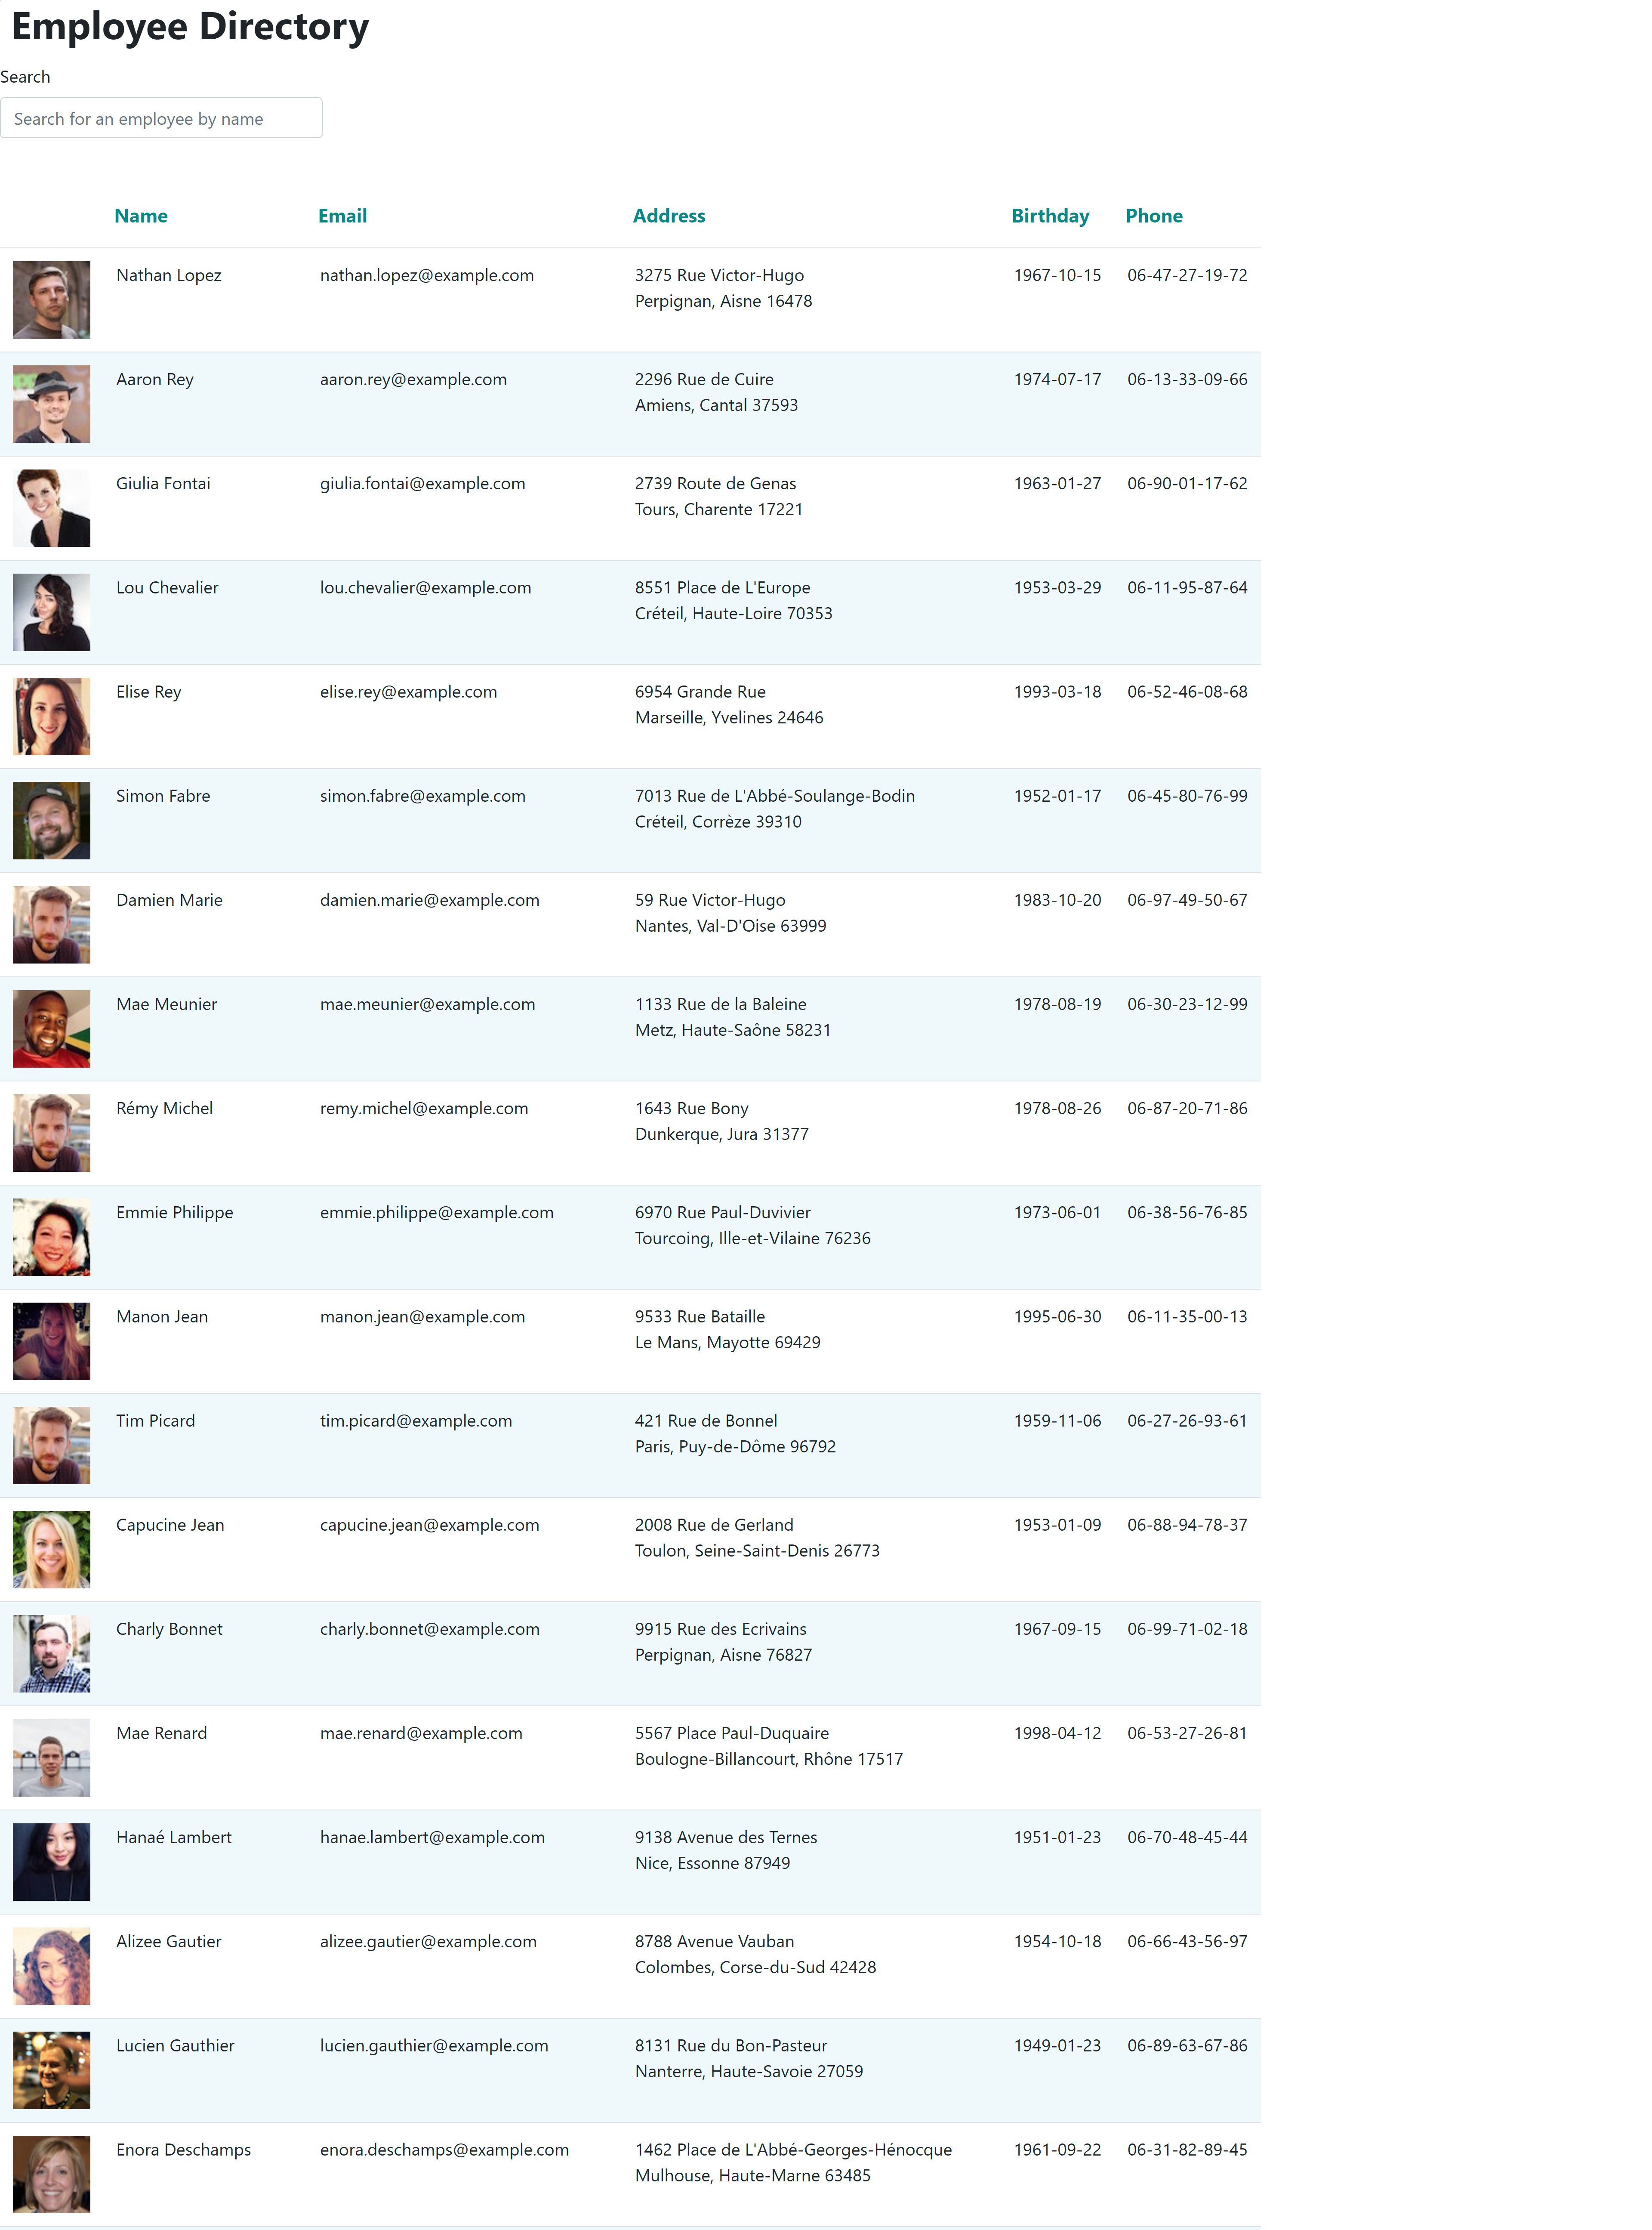 Employee Directory
Search
Search for an employee by name
Name Email Address Birthday Phone
Nathan Lopez nathan.lopez@example.com 3275 Rue Victor-Hugo 1967-10-15 06-47-27-19-72
Perpignan, Aisne 16478
Aaron Rey aaron.rey@example.com 2296 Rue de Cuire 1974-07-17 06-13-33-09-66
Amiens, Cantal 37593
Giulia Fontai giulia.fontai@example.com 2739 Route de Genas 1963-01-27 06-90-01-17-62
Tours, Charente 17221
Lou Chevalier lou.chevalier@example.com 8551 Place de L'Europe 1953-03-29 06-11-95-87-64
Créteil, Haute-Loire 70353
Elise Rey elise.rey@example.com 6954 Grande Rue 1993-03-18 06-52-46-08-68
Marseille, Yvelines 24646
Simon Fabre simon.fabre@example.com 7013 Rue de L'Abbé-Soulange-Bodin 1952-01-17 06-45-80-76-99
Créteil, Corrèze 39310
Damien Marie damien.marie@example.com 59 Rue Victor-Hugo 1983-10-20 06-97-49-50-67
Nantes, Val-D'Oise 63999
Mae Meunier mae.meunier@example.com 1133 Rue de la Baleine 1978-08-19 06-30-23-12-99
Metz, Haute-Saône 58231
Rémy Michel remy.michel@example.com 1643 Rue Bony 1978-08-26 06-87-20-71-86
Dunkerque, Jura 31377
Emmie Philippe emmie.philippe@example.com 6970 Rue Paul-Duvivier 1973-06-01 06-38-56-76-85
Tourcoing, Ille-et-Vilaine 76236
Manon Jean manon.jean@example.com 9533 Rue Bataille 1995-06-30 06-11-35-00-13
Le Mans, Mayotte 69429
Tim Picard tim.picard@example.com 421 Rue de Bonnel 1959-11-06 06-27-26-93-61
Paris, Puy-de-Dôme 96792
Capucine Jean capucine.jean@example.com 2008 Rue de Gerland 1953-01-09 06-88-94-78-37
Toulon, Seine-Saint-Denis 26773
Charly Bonnet charly.bonnet@example.com 9915 Rue des Ecrivains 1967-09-15 06-99-71-02-18
Perpignan, Aisne 76827
Mae Renard mae.renard@example.com 5567 Place Paul-Duquaire 1998-04-12 06-53-27-26-81
Boulogne-Billancourt, Rhône 17517
Hanaé Lambert hanae.lambert@example.com 9138 Avenue des Ternes 1951-01-23 06-70-48-45-44
Nice, Essonne 87949
Alizee Gautier alizee.gautier@example.com 8788 Avenue Vauban 1954-10-18 06-66-43-56-97
Colombes, Corse-du-Sud 42428
Lucien Gauthier lucien.gauthier@example.com 8131 Rue du Bon-Pasteur 1949-01-23 06-89-63-67-86
Nanterre, Haute-Savoie 27059
Enora Deschamps enora.deschamps@example.com 1462 Place de L'Abbé-Georges-Hénocque 1961-09-22 06-31-82-89-45
Mulhouse, Haute-Marne 63485